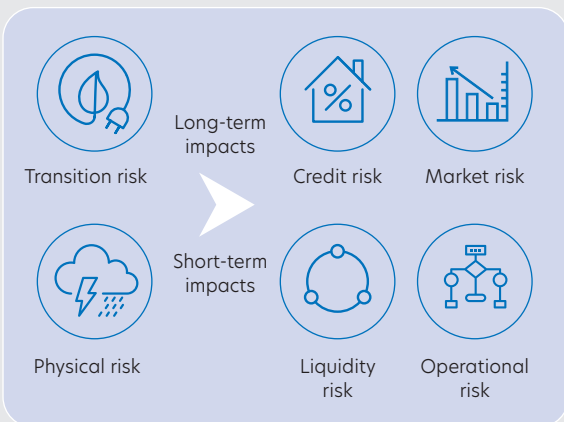 Long-term
impacts
Transition risk
Credit risk
Market risk
Short-term
impacts
Physical risk
Liquidity
risk
Operational
risk